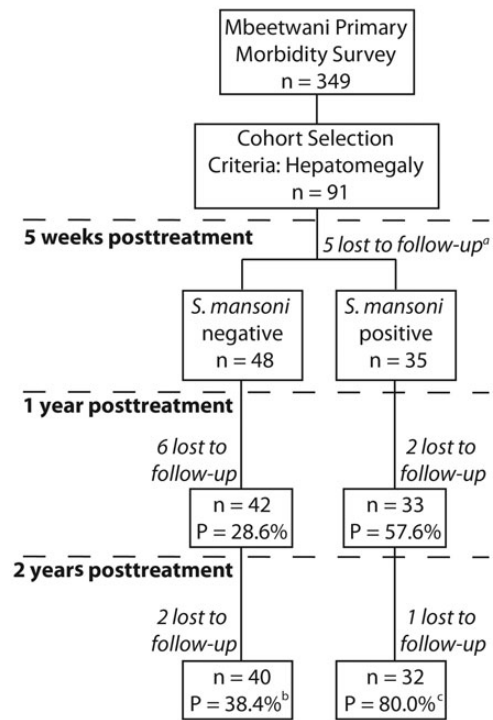 Mbeetwani Primary
Morbidity Survey
n = 349
Cohort Selection
Criteria: Hepatomegaly
n = 91
5 weeks posttreatment
5 lost to follow-upᵃ
S. mansoni
negative
n = 48
S. mansoni
positive
n = 35
1 year posttreatment
6 lost to
follow-up
2 lost to
follow-up
n = 42
P = 28.6%
n = 33
P = 57.6%
2 years posttreatment
2 lost to
follow-up
1 lost to
follow-up
n = 40
P = 38.4%ᵇ
n = 32
P = 80.0%ᶜ